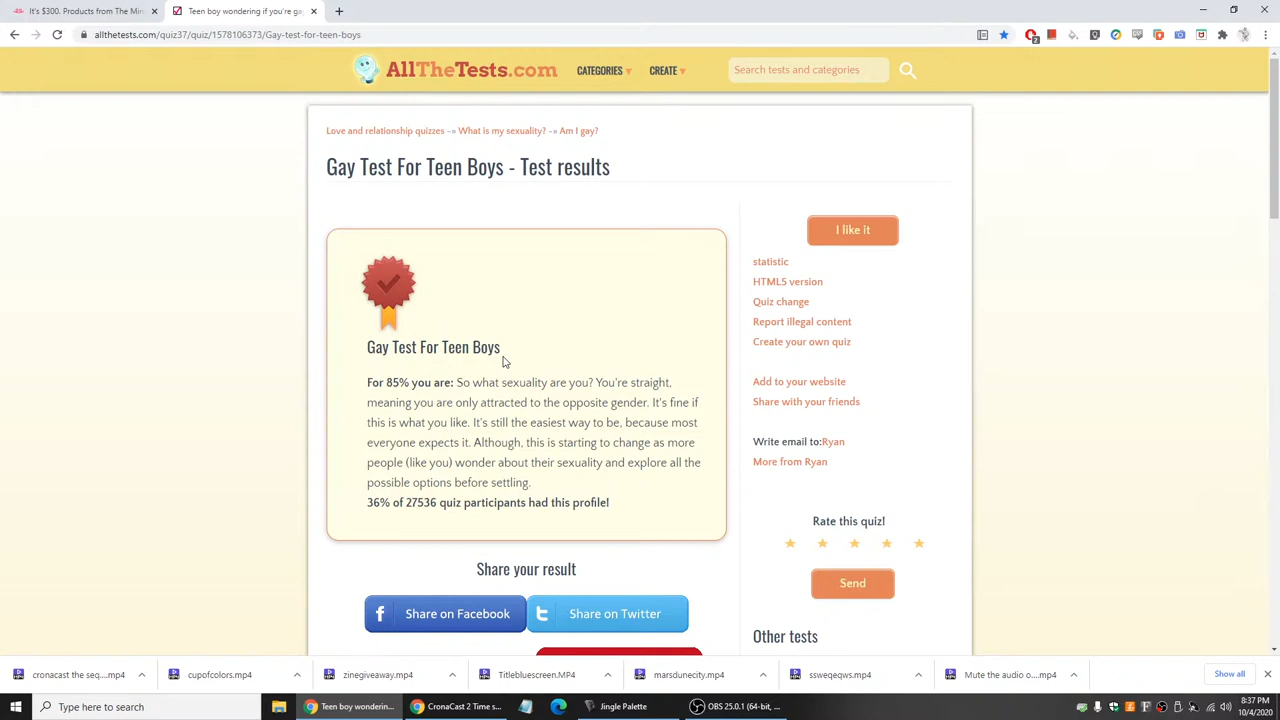 It's $300. Products from The Min
Teen boy wondering if you're ga
allthetests.com/quiz37/quiz/1578106373/Gay-test-for-teen-boys
AllTheTests.com
CATEGORIES
CREATE
Search tests and categories
Love and relationship quizzes -» What is my sexuality? -» Am I gay?
Gay Test For Teen Boys - Test results
Gay Test For Teen Boys
For 85% you are: So what sexuality are you? You're straight,
meaning you are only attracted to the opposite gender. It's fine if
this is what you like. It's still the easiest way to be, because most
everyone expects it. Although, this is starting to change as more
people (like you) wonder about their sexuality and explore all the
possible options before settling.
36% of 27536 quiz participants had this profile!
Share your result
Share on Facebook
Share on Twitter
I like it
statistic
HTML5 version
Quiz change
Report illegal content
Create your own quiz
Add to your website
Share with your friends
Write email to:Ryan
More from Ryan
Rate this quiz!
Send
Other tests
cronacast the seq....mp4
cupofcolors.mp4
zinegiveaway.mp4
Titlebluescreen.MP4
marsdunecity.mp4
ssweqeqws.mp4
Mute the audio o....mp4
Show all
Type here to search
Teen boy wonderin...
CronaCast 2 Time s...
Jingle Palette
OBS 25.0.1 (64-bit, ...
8:37 PM
10/4/2020